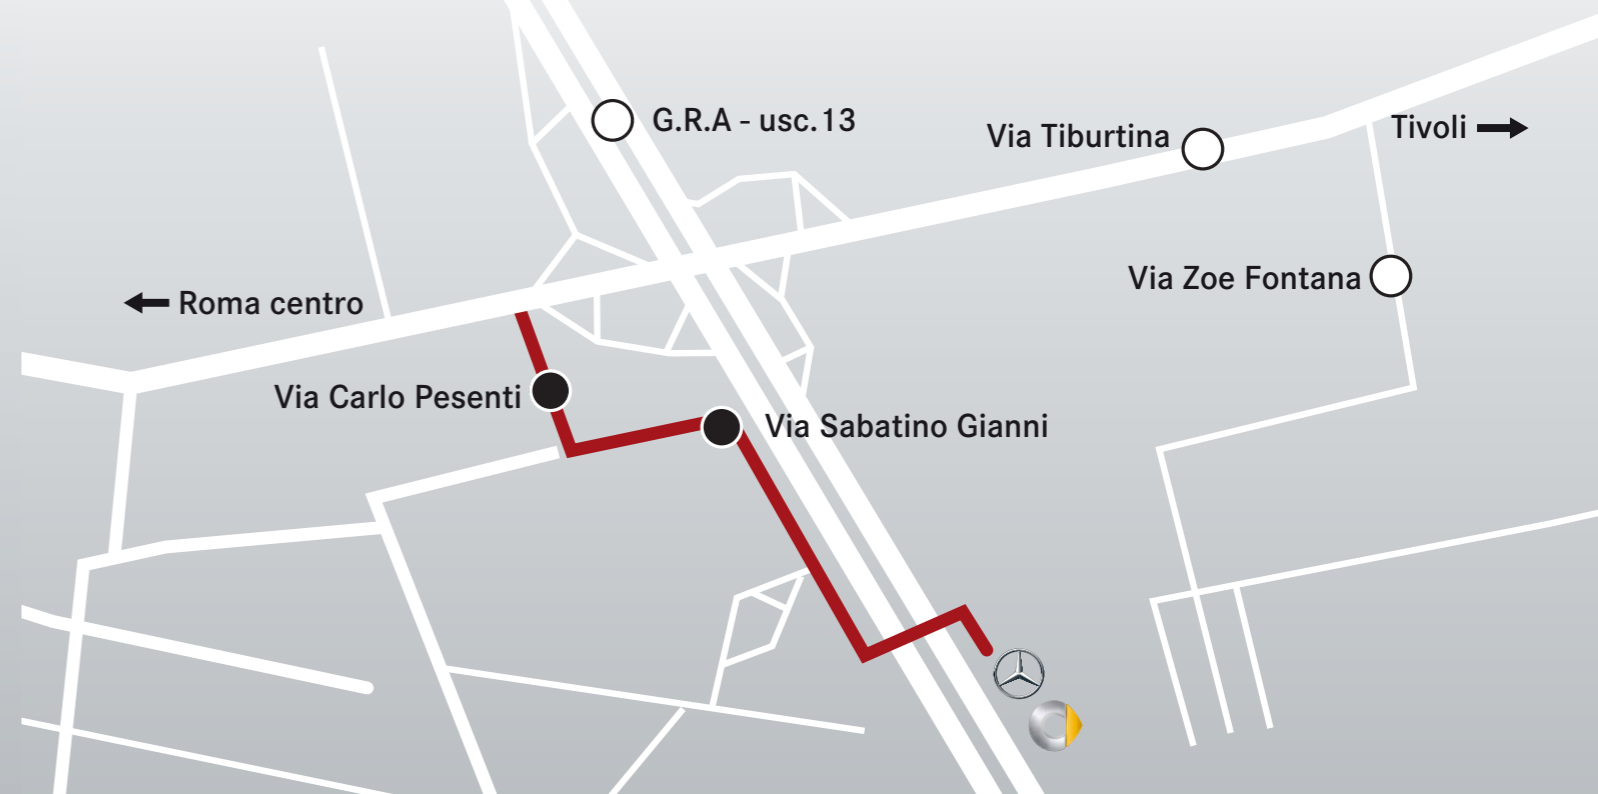 G.R.A - usc.13
Via Tiburtina
Tivoli
Via Zoe Fontana
Roma centro
Via Carlo Pesenti
Via Sabatino Gianni